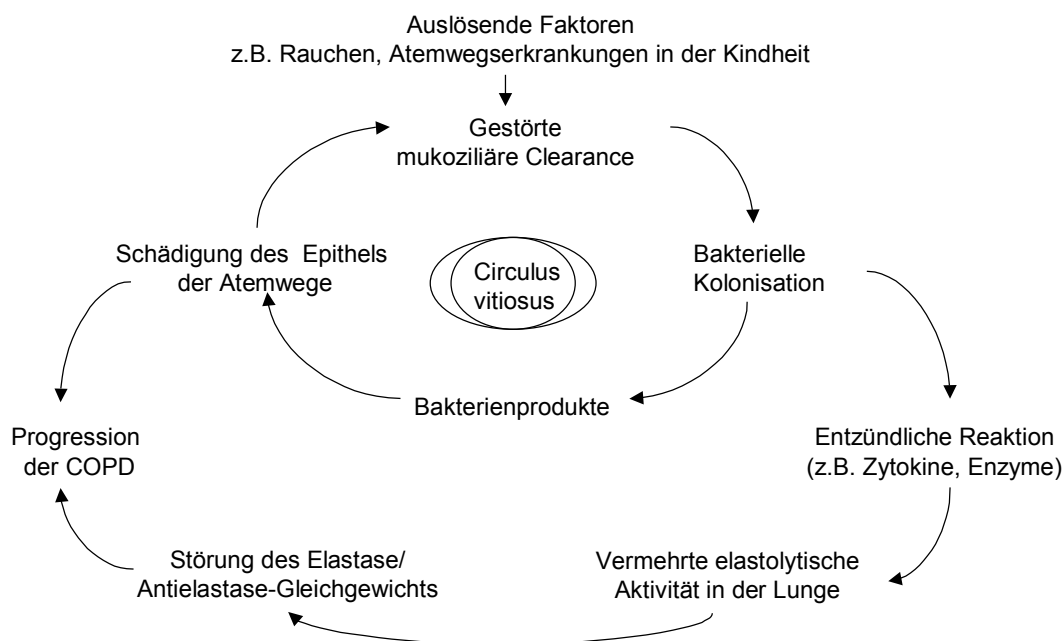 Auslösende Faktoren
z.B. Rauchen, Atemwegserkrankungen in der Kindheit
Gestörte
mukoziliäre Clearance
Schädigung des Epithels
der Atemwege
Circulus
vitiosus
Bakterielle
Kolonisation
Bakterienprodukte
Progression
der COPD
Entzündliche Reaktion
(z.B. Zytokine, Enzyme)
Störung des Elastase/
Antielastase-Gleichgewichts
Vermehrte elastolytische
Aktivität in der Lunge